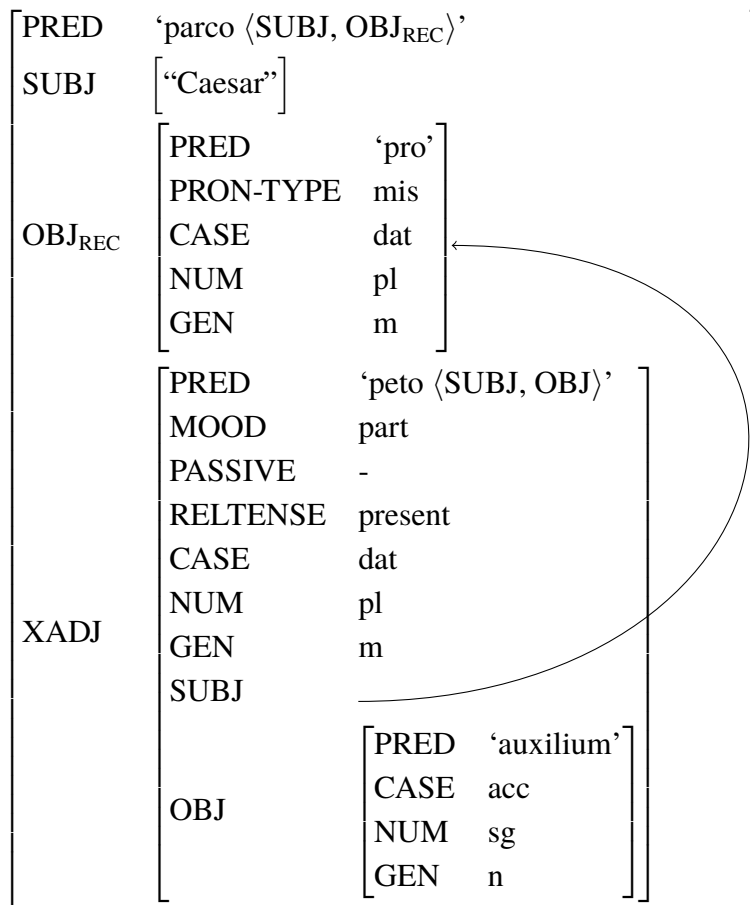 PRED ‘parco ⟨SUBJ, OBJREC⟩’
SUBJ [“Caesar”]
PRED ‘pro’
PRON-TYPE mis
OBJREC CASE dat
NUM pl
GEN m
PRED ‘peto ⟨SUBJ, OBJ⟩’
MOOD part
PASSIVE -
RELTENSE present
CASE dat
NUM pl
XADJ GEN m
SUBJ
PRED ‘auxilium’
CASE acc
OBJ NUM sg
GEN n